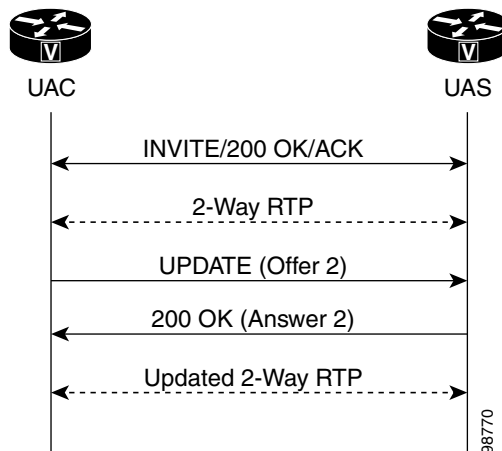 V
V
UAC
UAS
INVITE/200 OK/ACK
2-Way RTP
UPDATE (Offer 2)
200 OK (Answer 2)
Updated 2-Way RTP
98770